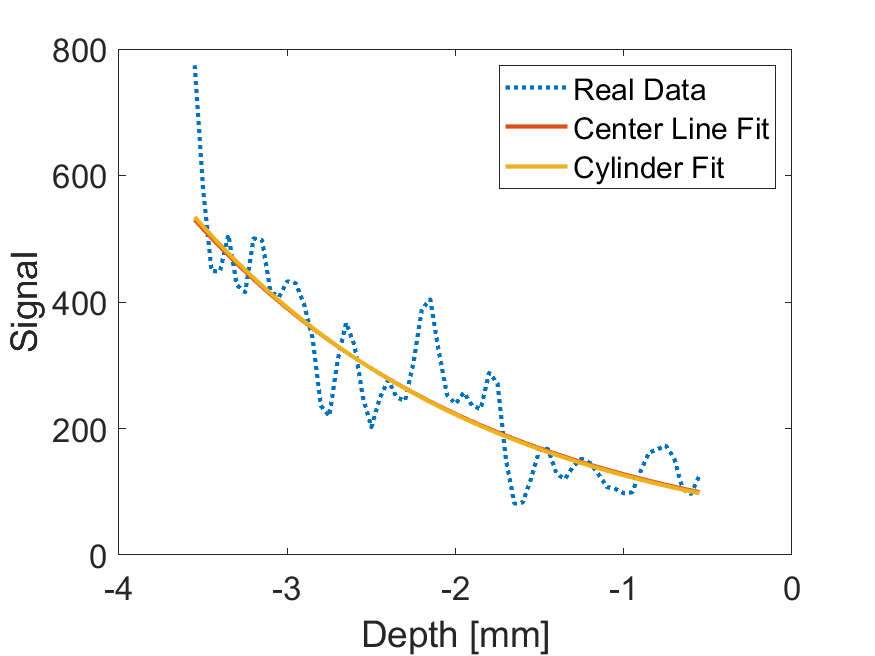 800
600
400
200
0
-4
-3
-2
-1
0
Signal
Depth [mm]
Real Data
Center Line Fit
Cylinder Fit